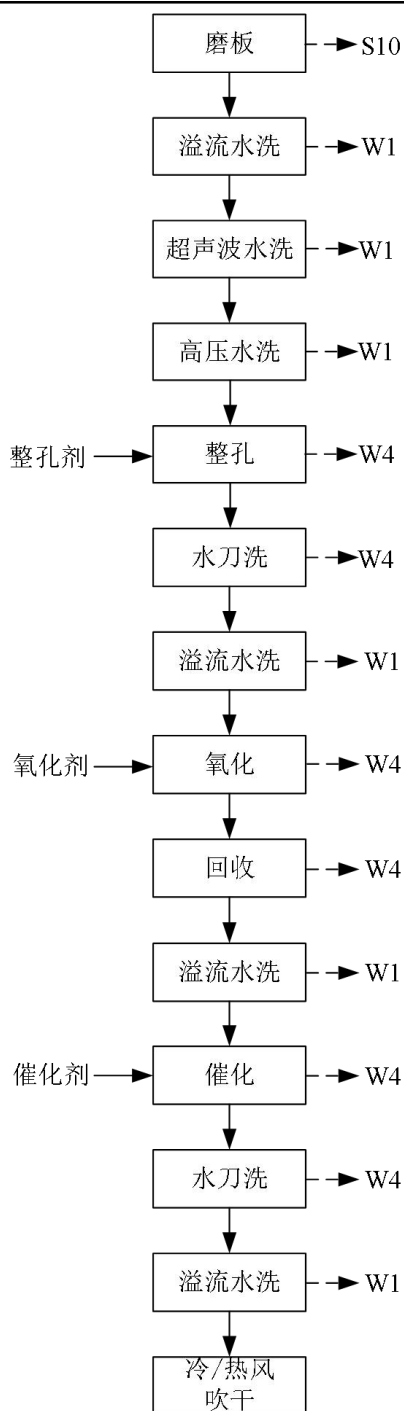 磨板 S10
溢流水洗 W1
超声波水洗 W1
高压水洗 W1
整孔剂 整孔 W4
水刀洗 W4
溢流水洗 W1
氧化剂 氧化 W4
回收 W4
溢流水洗 W1
催化剂 催化 W4
水刀洗 W4
溢流水洗 W1
冷/热风
吹干